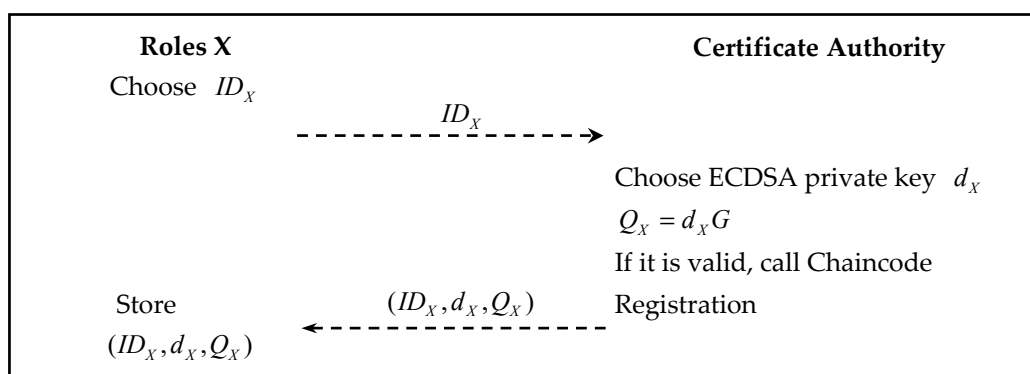 Roles X
Certificate Authority
Choose ID_X
ID_X
Choose ECDSA private key d_X
Q_X = d_X G
If it is valid, call Chaincode
Registration
(ID_X, d_X, Q_X)
Store
(ID_X, d_X, Q_X)